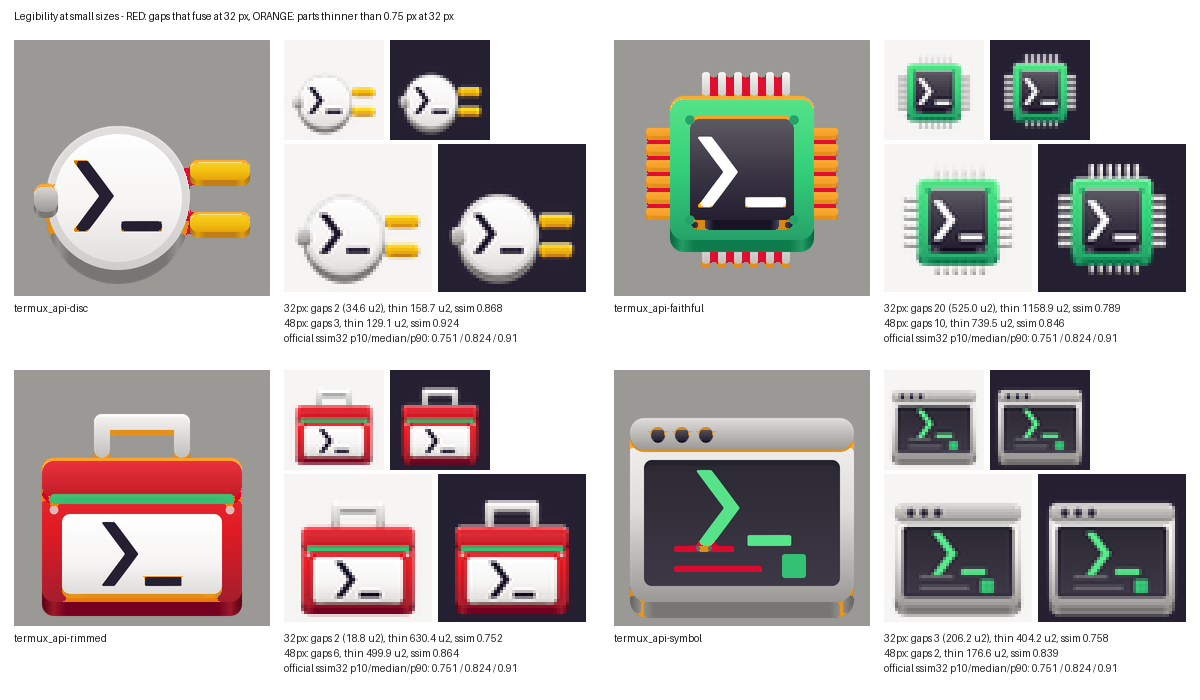 Legibility at small sizes - RED: gaps that fuse at 32 px, ORANGE: parts thinner than 0.75 px at 32 px
termux_api-disc
32px: gaps 2 (34.6 u2), thin 158.7 u2, ssim 0.868
48px: gaps 3, thin 129.1 u2, ssim 0.924
official ssim32 p10/median/p90: 0.751 / 0.824 / 0.91
termux_api-faithful
32px: gaps 20 (525.0 u2), thin 1158.9 u2, ssim 0.789
48px: gaps 10, thin 739.5 u2, ssim 0.846
official ssim32 p10/median/p90: 0.751 / 0.824 / 0.91
termux_api-rimmed
32px: gaps 2 (18.8 u2), thin 630.4 u2, ssim 0.752
48px: gaps 6, thin 499.9 u2, ssim 0.864
official ssim32 p10/median/p90: 0.751 / 0.824 / 0.91
termux_api-symbol
32px: gaps 3 (206.2 u2), thin 404.2 u2, ssim 0.758
48px: gaps 2, thin 176.6 u2, ssim 0.839
official ssim32 p10/median/p90: 0.751 / 0.824 / 0.91